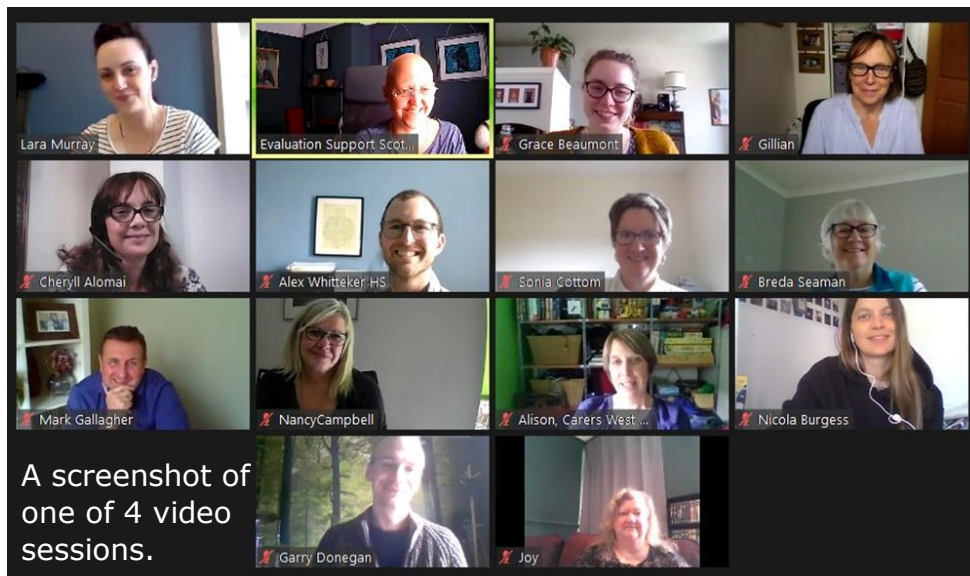 Lara Murray
Evaluation Support Scot...
Grace Beaumont
Gillian
Cheryll Alomai
Alex Whitteker HS
Sonia Cottom
Breda Seaman
Mark Gallagher
NancyCampbell
Alison, Carers West ...
Nicola Burgess
A screenshot of
one of 4 video
sessions.
Garry Donegan
Joy